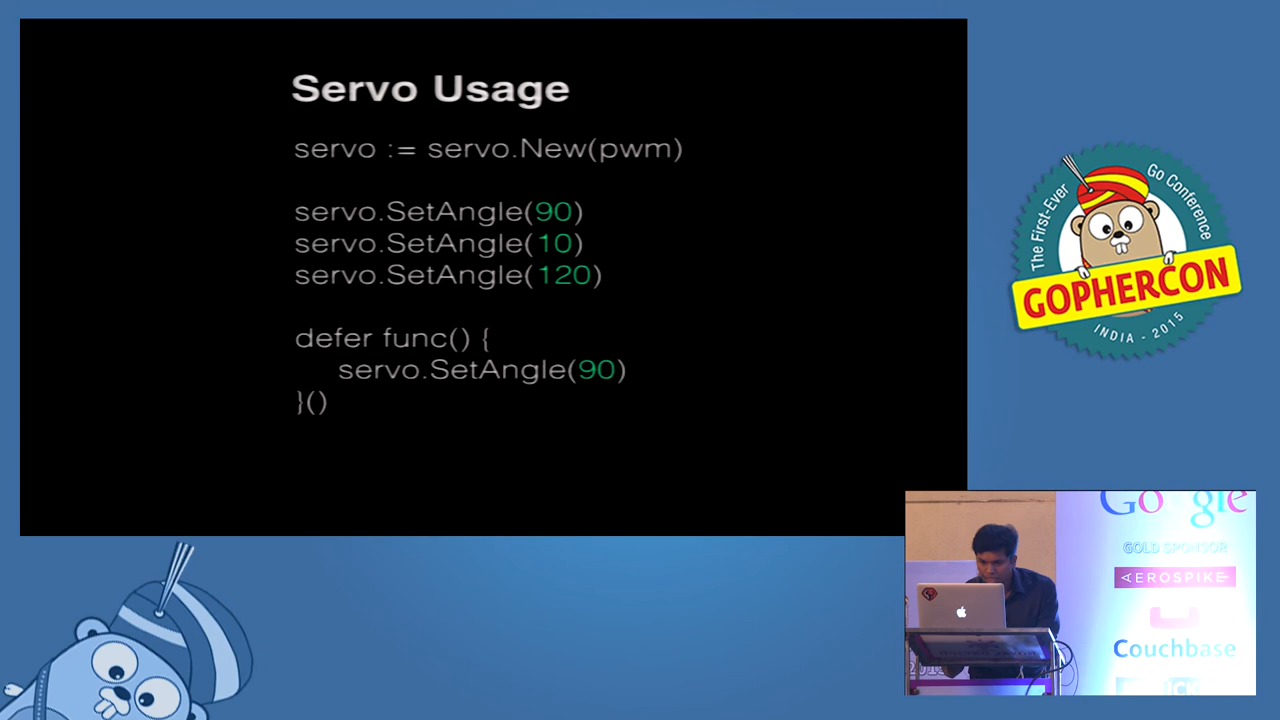 Servo Usage
servo := servo.New(pwm)
servo.SetAngle(90)
servo.SetAngle(10)
servo.SetAngle(120)
defer func() {
servo.SetAngle(90)
}()
The First-Ever
Go Conference
GOPHERCON
INDIA - 2015
Google
GOLD SPONSOR
AEROSPIKE
Couchbase